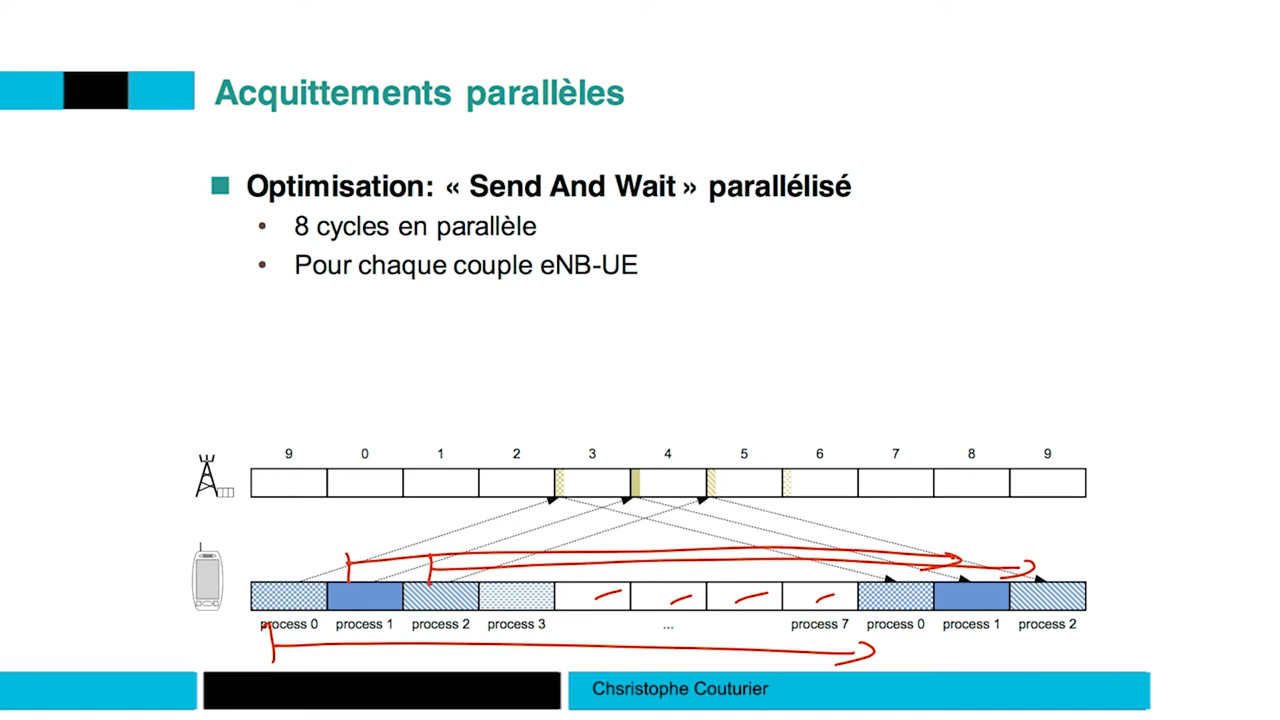 Acquittements parallèles
Optimisation: « Send And Wait » parallélisé
• 8 cycles en parallèle
• Pour chaque couple eNB-UE
9 0 1 2 3 4 5 6 7 8 9
process 0 process 1 process 2 process 3 ... process 7 process 0 process 1 process 2
Chsristophe Couturier